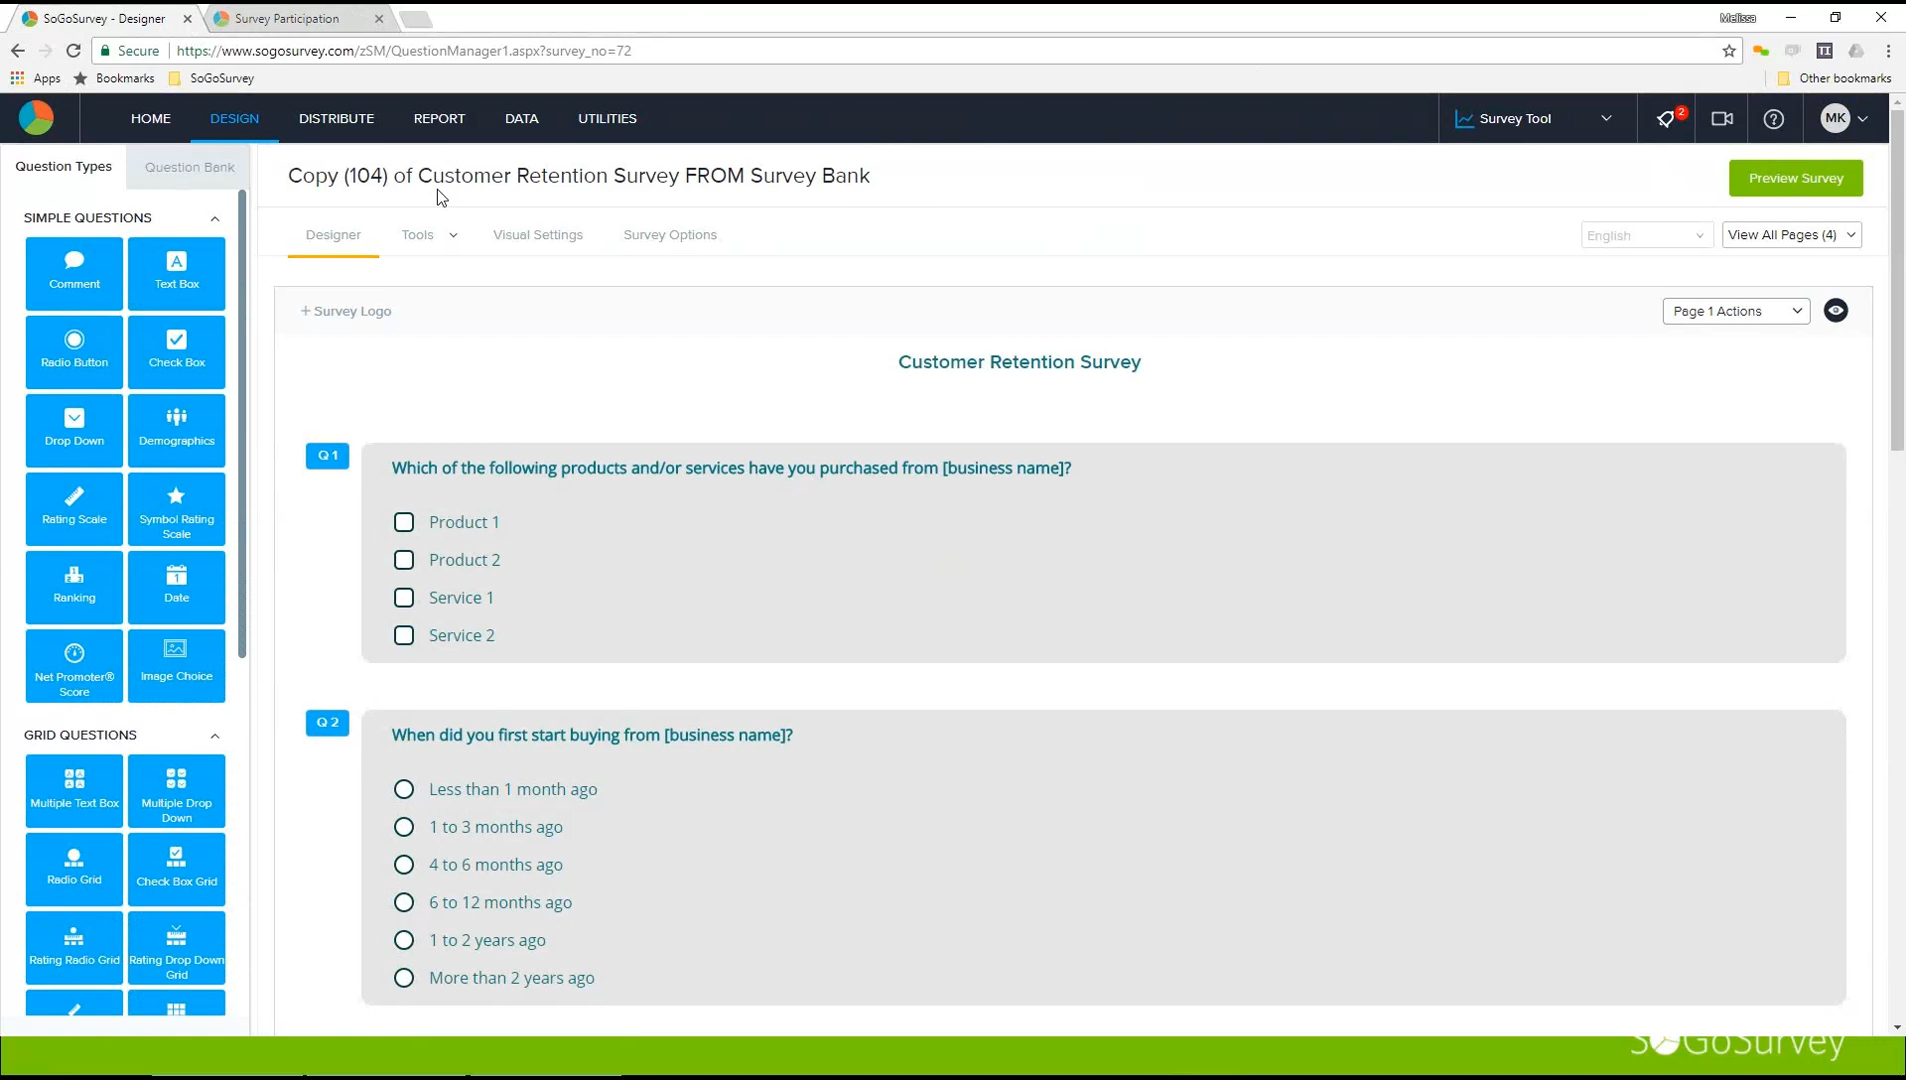 SoGoSurvey - Designer
Survey Participation
Melissa
Secure
https://www.sogosurvey.com/zSM/QuestionManager1.aspx?survey_no=72
TI
Apps
Bookmarks
SoGoSurvey
Other bookmarks
HOME
DESIGN
DISTRIBUTE
REPORT
DATA
UTILITIES
Survey Tool
2
MK
Question Types
Question Bank
Copy (104) of Customer Retention Survey FROM Survey Bank
Preview Survey
Designer
Tools
Visual Settings
Survey Options
English
View All Pages (4)
SIMPLE QUESTIONS
Comment
Text Box
Radio Button
Check Box
Drop Down
Demographics
Rating Scale
Symbol Rating
Scale
Ranking
Date
Net Promoter®
Score
Image Choice
GRID QUESTIONS
Multiple Text Box
Multiple Drop
Down
Radio Grid
Check Box Grid
Rating Radio Grid
Rating Drop Down
Grid
+ Survey Logo
Page 1 Actions
Customer Retention Survey
Q 1
Which of the following products and/or services have you purchased from [business name]?
Product 1
Product 2
Service 1
Service 2
Q 2
When did you first start buying from [business name]?
Less than 1 month ago
1 to 3 months ago
4 to 6 months ago
6 to 12 months ago
1 to 2 years ago
More than 2 years ago
SoGoSurvey